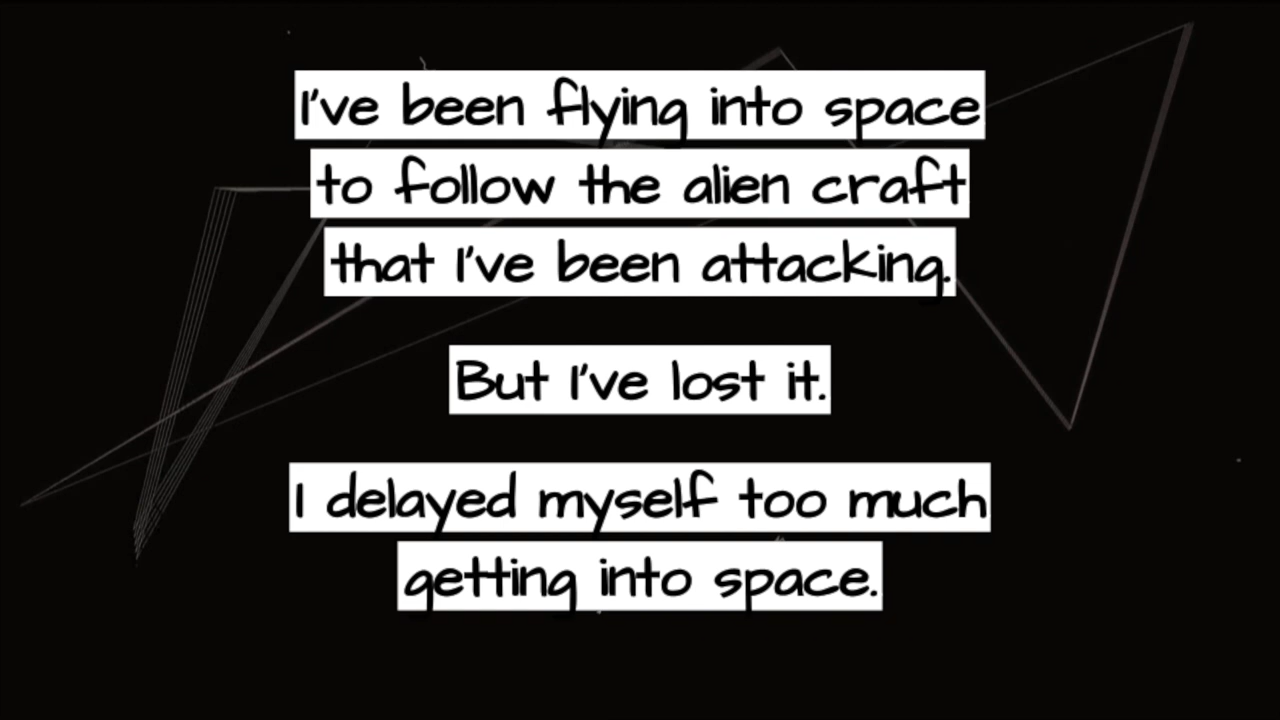 I've been flying into space
to follow the alien craft
that I've been attacking.
But I've lost it.
I delayed myself too much
getting into space.